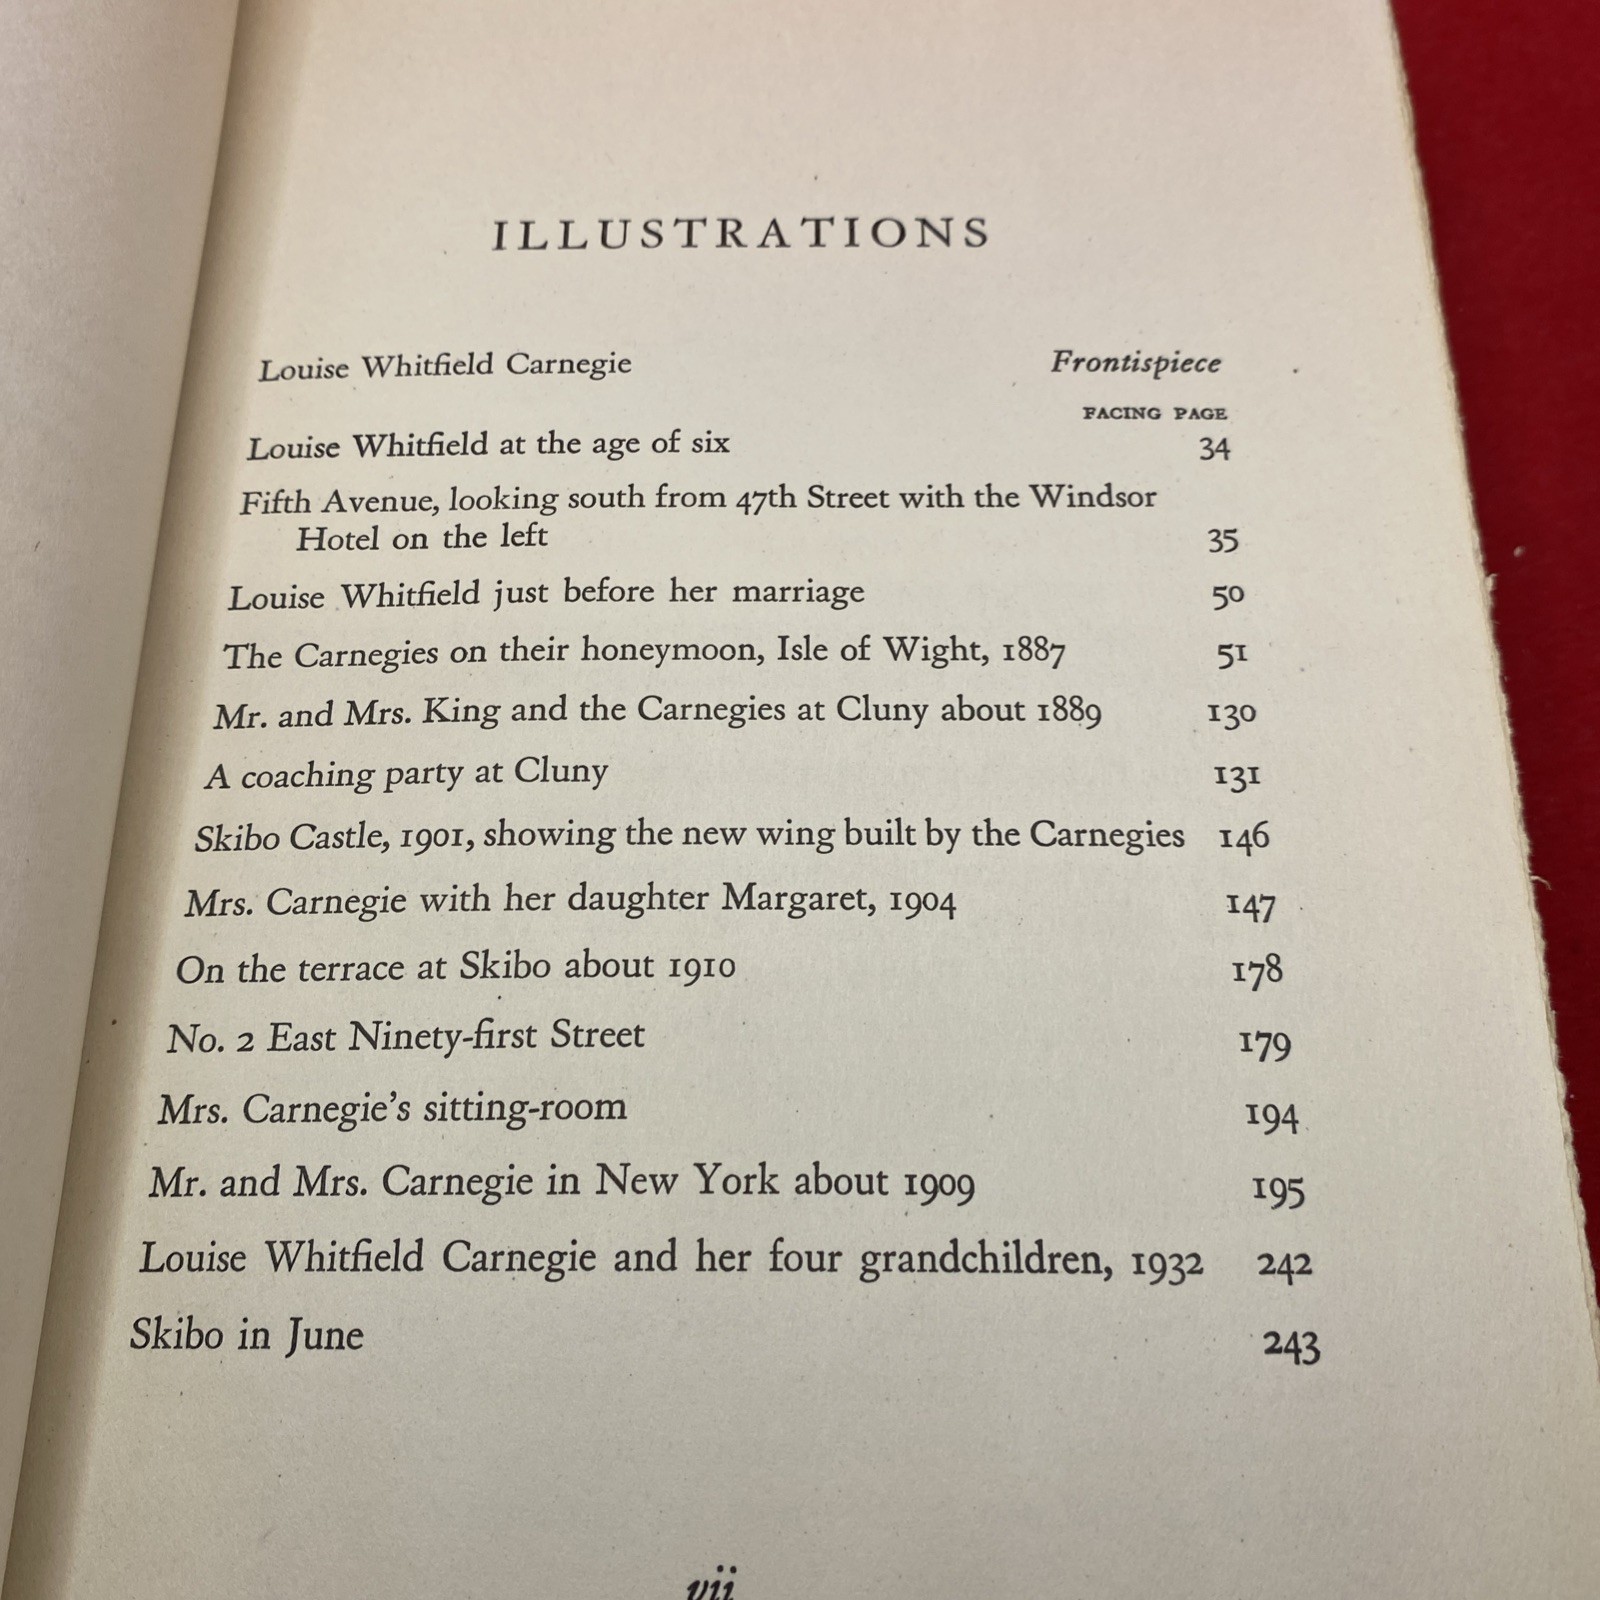 ILLUSTRATIONS
Louise Whitfield Carnegie Frontispiece
FACING PAGE
Louise Whitfield at the age of six 34
Fifth Avenue, looking south from 47th Street with the Windsor
Hotel on the left 35
Louise Whitfield just before her marriage 50
The Carnegies on their honeymoon, Isle of Wight, 1887 51
Mr. and Mrs. King and the Carnegies at Cluny about 1889 130
A coaching party at Cluny 131
Skibo Castle, 1901, showing the new wing built by the Carnegies 146
Mrs. Carnegie with her daughter Margaret, 1904 147
On the terrace at Skibo about 1910 178
No. 2 East Ninety-first Street 179
Mrs. Carnegie's sitting-room 194
Mr. and Mrs. Carnegie in New York about 1909 195
Louise Whitfield Carnegie and her four grandchildren, 1932 242
Skibo in June 243
vii